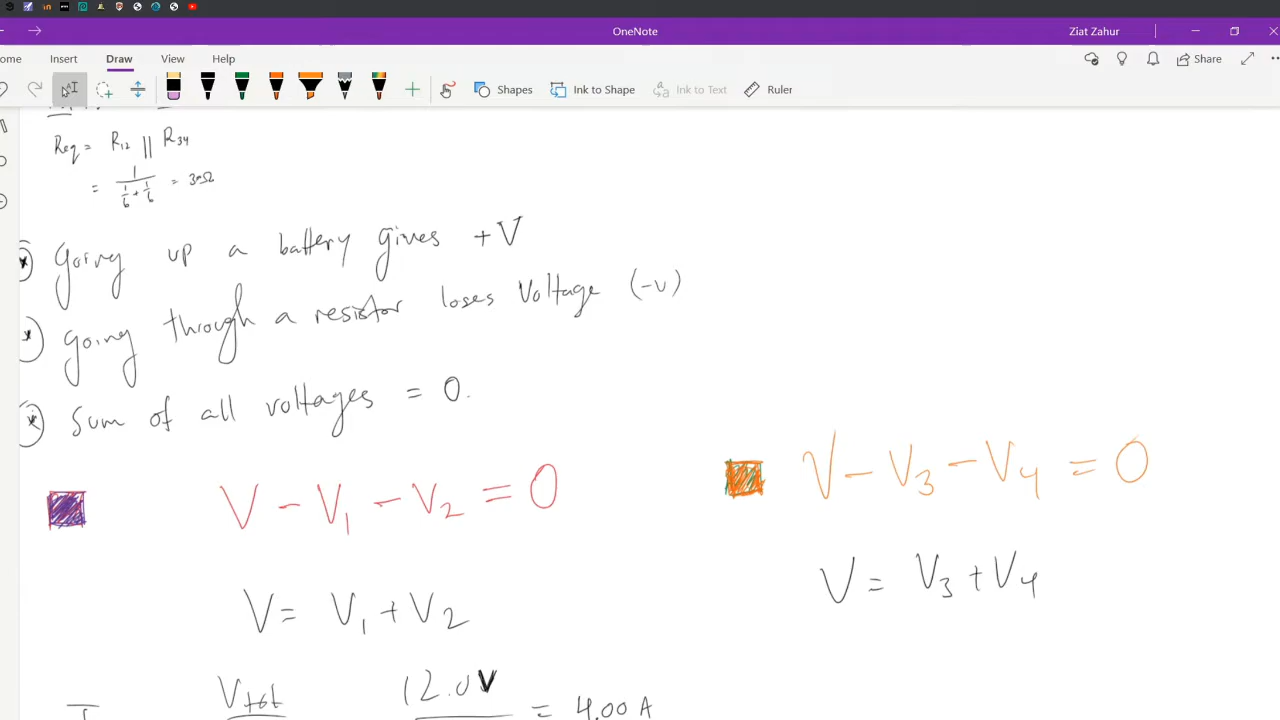 OneNote
Ziat Zahur
ome Insert Draw View Help
Share
Shapes Ink to Shape Ink to Text Ruler
Req = R12 || R34
= 1 / (1/6 + 1/6) = 3Ω
* Going up a battery gives +V
* Going through a resistor loses Voltage (-v)
* Sum of all voltages = 0.
V - V1 - V2 = 0
V - V3 - V4 = 0
V = V1 + V2
V = V3 + V4
Vtot 12.0V = 4.00 A